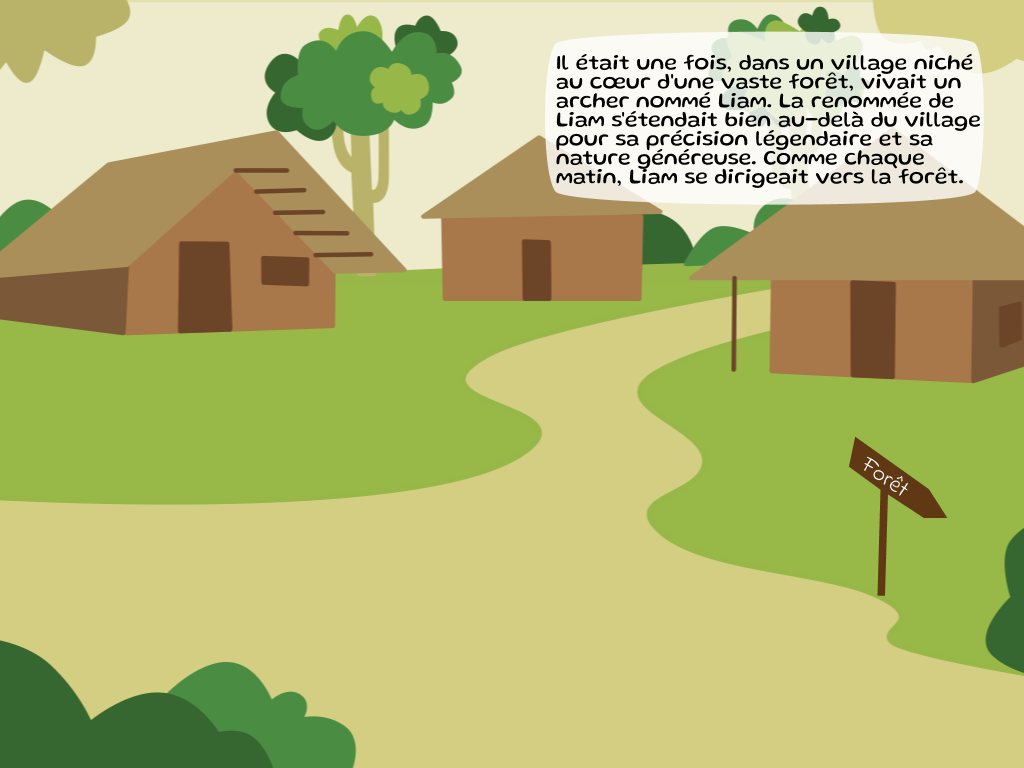 Il était une fois, dans un village niché
au cœur d'une vaste forêt, vivait un
archer nommé Liam. La renommée de
Liam s'étendait bien au-delà du village
pour sa précision légendaire et sa
nature généreuse. Comme chaque
matin, Liam se dirigeait vers la forêt.
Forêt